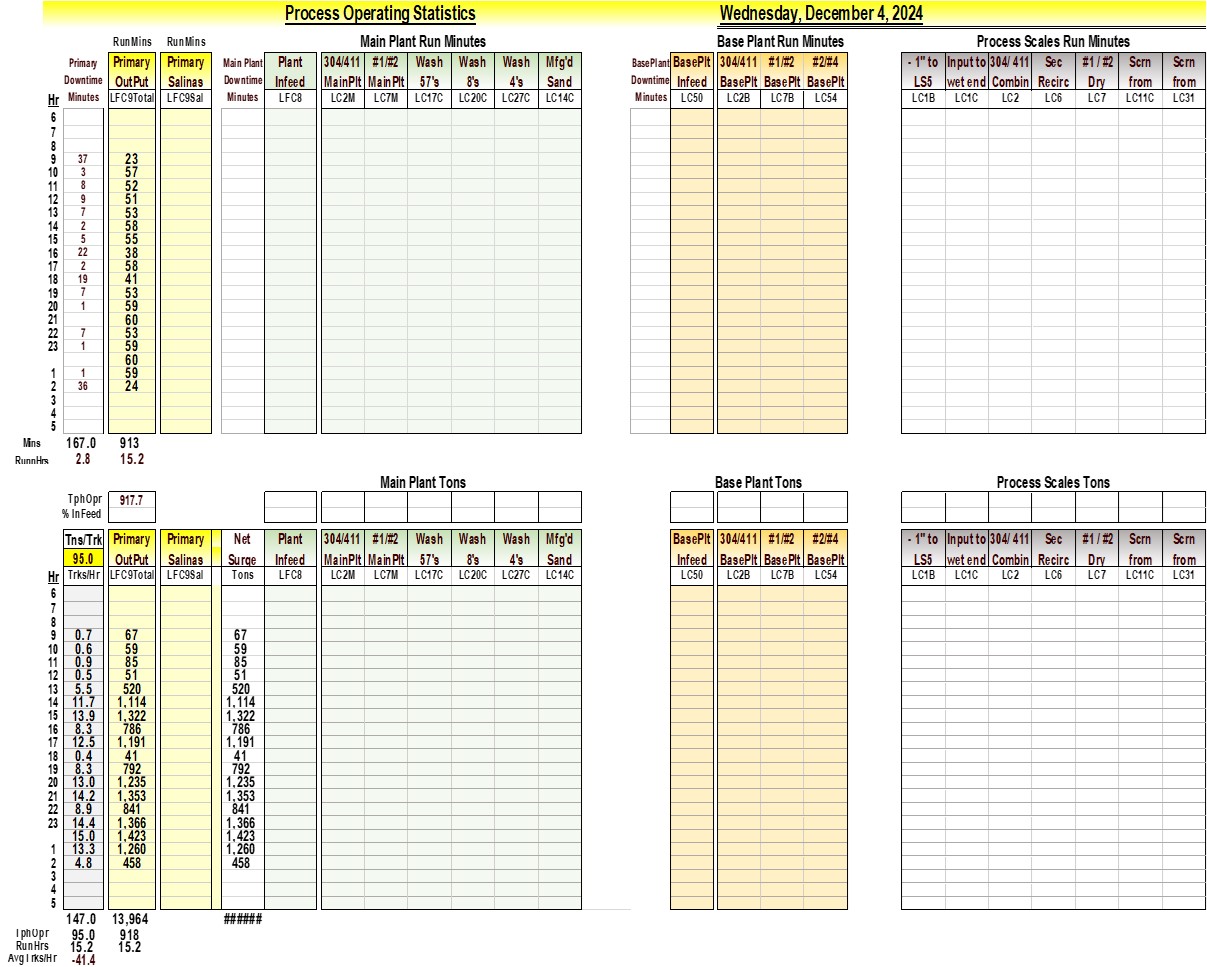 Process Operating Statistics Wednesday, December 4, 2024
RunMins RunMins Main Plant Run Minutes Base Plant Run Minutes Process Scales Run Minutes
Primary Primary Primary Main Plant Plant 304/411 #1/#2 Wash Wash Wash Mfg'd BasePlant BasePlt 304/411 #1/#2 #2/#4 - 1" to Input to 304/ 411 Sec #1 / #2 Scrn Scrn
Downtime OutPut Salinas Downtime Infeed MainPlt MainPlt 57's 8's 4's Sand Downtime Infeed BasePlt BasePlt BasePlt LS5 wet end Combin Recirc Dry from from
Hr Minutes LFC9Total LFC9Sal Minutes LFC8 LC2M LC7M LC17C LC20C LC27C LC14C Minutes LC50 LC2B LC7B LC54 LC1B LC1C LC2 LC6 LC7 LC11C LC31
6
7
8
9 37 23
10 3 57
11 8 52
12 9 51
13 7 53
14 2 58
15 5 55
16 22 38
17 2 58
18 19 41
19 7 53
20 1 59
21 60
22 7 53
23 1 59
60
1 1 59
2 36 24
3
4
5
Mins 167.0 913
RunnHrs 2.8 15.2
Main Plant Tons Base Plant Tons Process Scales Tons
TphOpr 917.7
% InFeed
Tns/Trk Primary Primary Net Plant 304/411 #1/#2 Wash Wash Wash Mfg'd BasePlt 304/411 #1/#2 #2/#4 - 1" to Input to 304/ 411 Sec #1 / #2 Scrn Scrn
95.0 OutPut Salinas Surge Infeed MainPlt MainPlt 57's 8's 4's Sand Infeed BasePlt BasePlt BasePlt LS5 wet end Combin Recirc Dry from from
Hr Trks/Hr LFC9Total LFC9Sal Tons LFC8 LC2M LC7M LC17C LC20C LC27C LC14C LC50 LC2B LC7B LC54 LC1B LC1C LC2 LC6 LC7 LC11C LC31
6
7
8
9 0.7 67 67
10 0.6 59 59
11 0.9 85 85
12 0.5 51 51
13 5.5 520 520
14 11.7 1,114 1,114
15 13.9 1,322 1,322
16 8.3 786 786
17 12.5 1,191 1,191
18 0.4 41 41
19 8.3 792 792
20 13.0 1,235 1,235
21 14.2 1,353 1,353
22 8.9 841 841
23 14.4 1,366 1,366
15.0 1,423 1,423
1 13.3 1,260 1,260
2 4.8 458 458
3
4
5
147.0 13,964 ######
TphOpr 95.0 918
RunHrs 15.2 15.2
AvgTrks/Hr -41.4